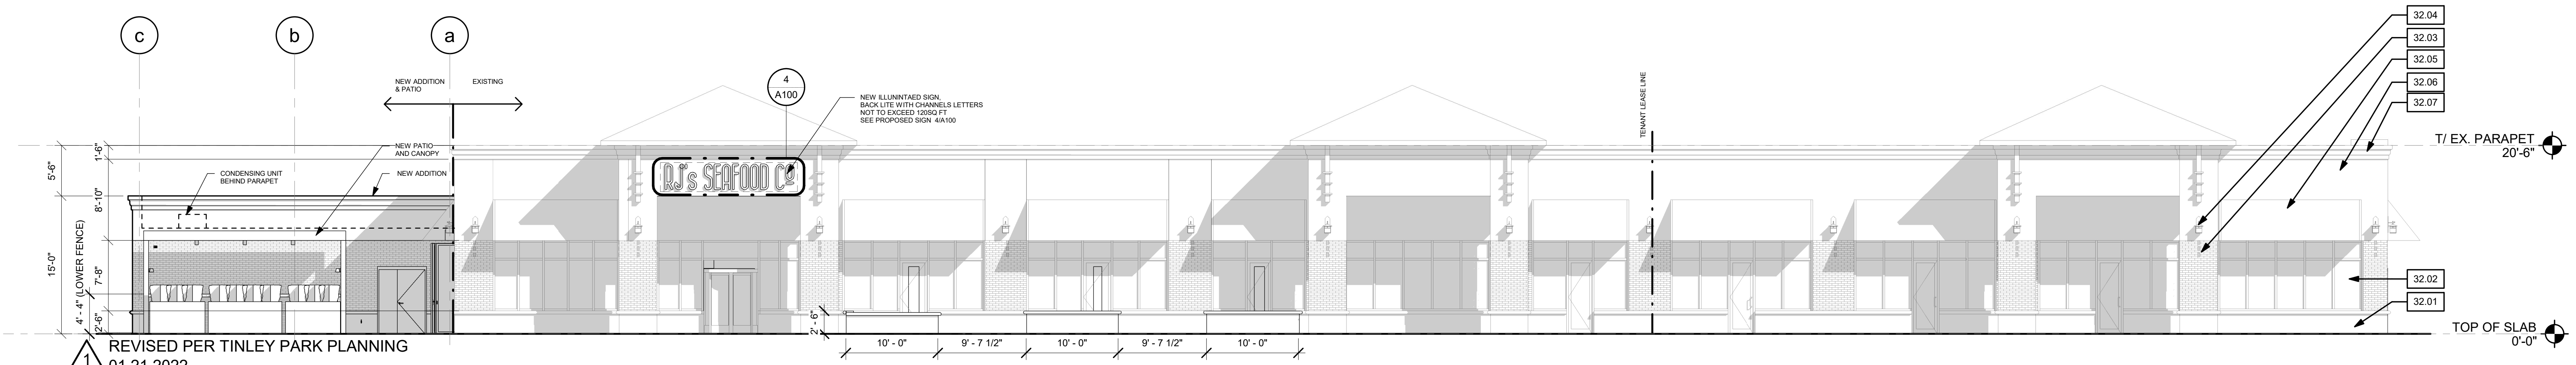 c
b
a
NEW ADDITION
& PATIO
EXISTING
4
A100
NEW ILLUNINTAED SIGN,
BACK LITE WITH CHANNELS LETTERS
NOT TO EXCEED 120SQ FT
SEE PROPOSED SIGN  4/A100
TENANT LEASE LINE
32.04
32.03
32.05
32.06
32.07
T/ EX. PARAPET
20'-6"
5'-6"
1'-6"
NEW PATIO
AND CANOPY
CONDENSING UNIT
BEHIND PARAPET
NEW ADDITION
RJ's SEAFOOD Co
8'-10"
15'-0"
4' - 4" (LOWER FENCE)
7'-8"
2'-6"
2' - 6"
32.02
32.01
TOP OF SLAB
0'-0"
10' - 0"
9' - 7 1/2"
10' - 0"
9' - 7 1/2"
10' - 0"
1
REVISED PER TINLEY PARK PLANNING
01.21.2022